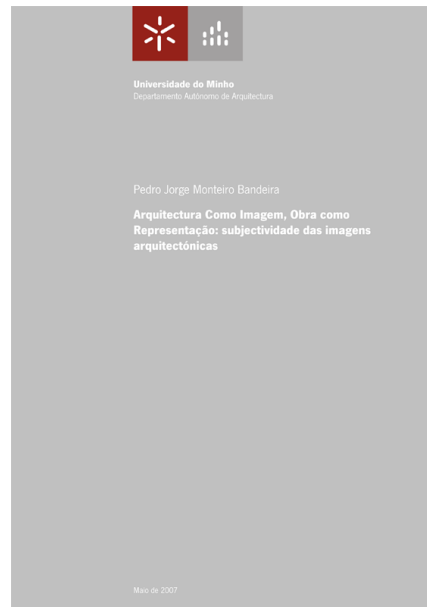 Universidade do Minho
Departamento Autónomo de Arquitectura
Pedro Jorge Monteiro Bandeira
Arquitectura Como Imagem, Obra como
Representação: subjectividade das imagens
arquitectónicas
Maio de 2007